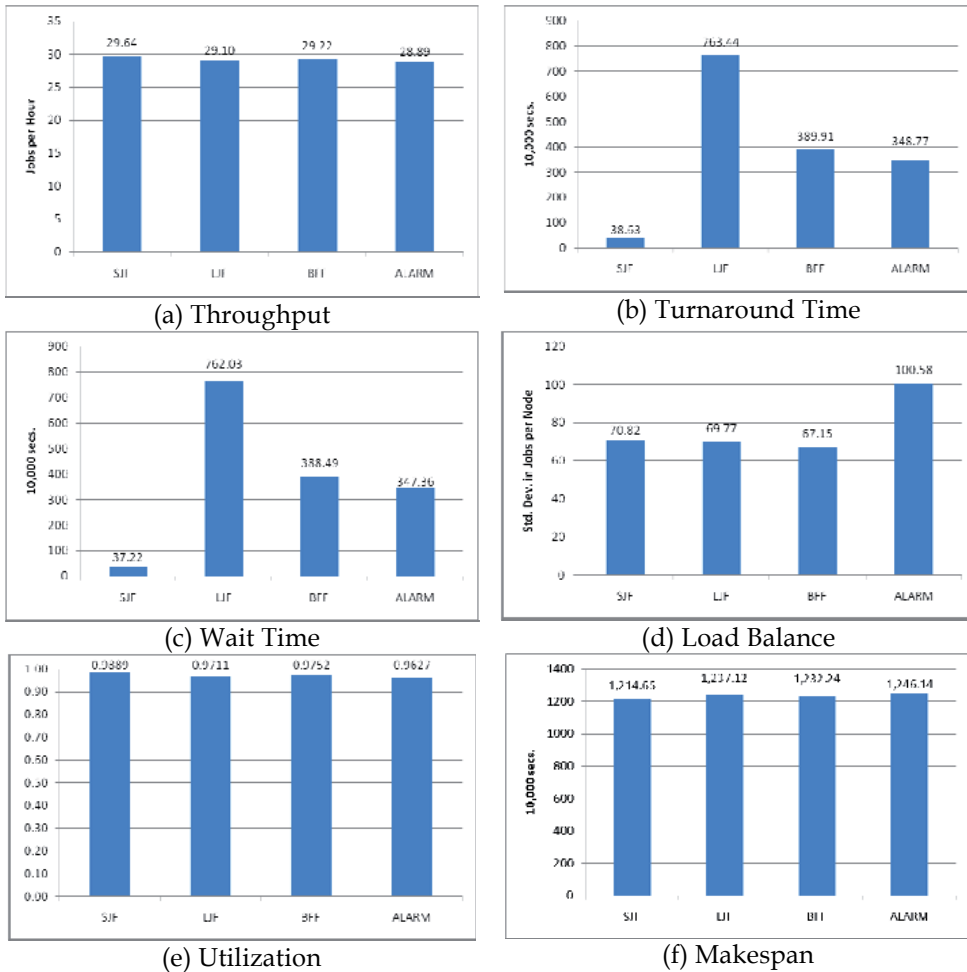 35
30
25
20
15
10
5
0
Jobs per Hour
29.64
29.10
29.22
28.89
SJF
LJF
BFF
ALARM
(a) Throughput
900
800
700
600
500
400
300
200
100
0
10,000 secs.
38.63
763.44
389.91
348.77
SJF
LJF
BFF
ALARM
(b) Turnaround Time
900
800
700
600
500
400
300
200
100
0
10,000 secs.
37.22
762.03
388.49
347.36
SJF
LJF
BFF
ALARM
(c) Wait Time
120
100
80
60
40
20
0
Std. Dev. in Jobs per Node
70.82
69.77
67.15
100.58
SJF
LJF
BFF
ALARM
(d) Load Balance
1.00
0.90
0.80
0.70
0.60
0.50
0.40
0.30
0.20
0.10
0.00
0.9889
0.9711
0.9752
0.9627
SJF
LJF
BFF
ALARM
(e) Utilization
1400
1200
1000
800
600
400
200
0
10,000 secs.
1,214.65
1,237.12
1,232.24
1,246.14
SJF
LJF
BFF
ALARM
(f) Makespan